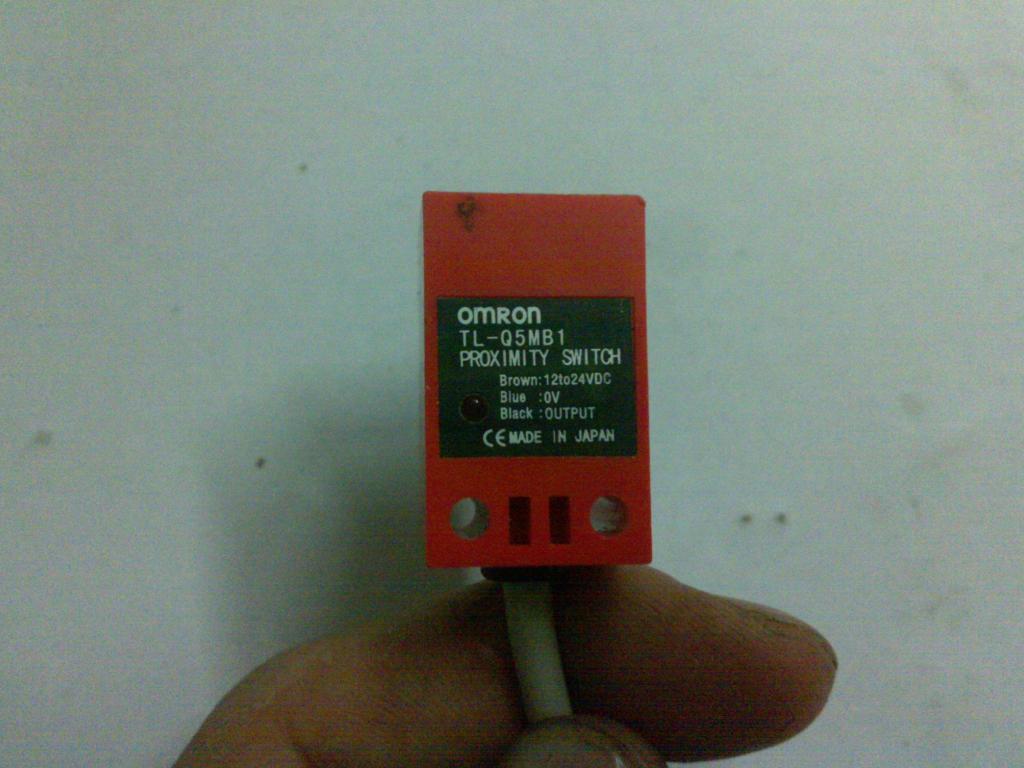 omron
TL-Q5MB1
PROXIMITY SWITCH
Brown:12to24VDC
Blue :0V
Black :OUTPUT
CE MADE IN JAPAN